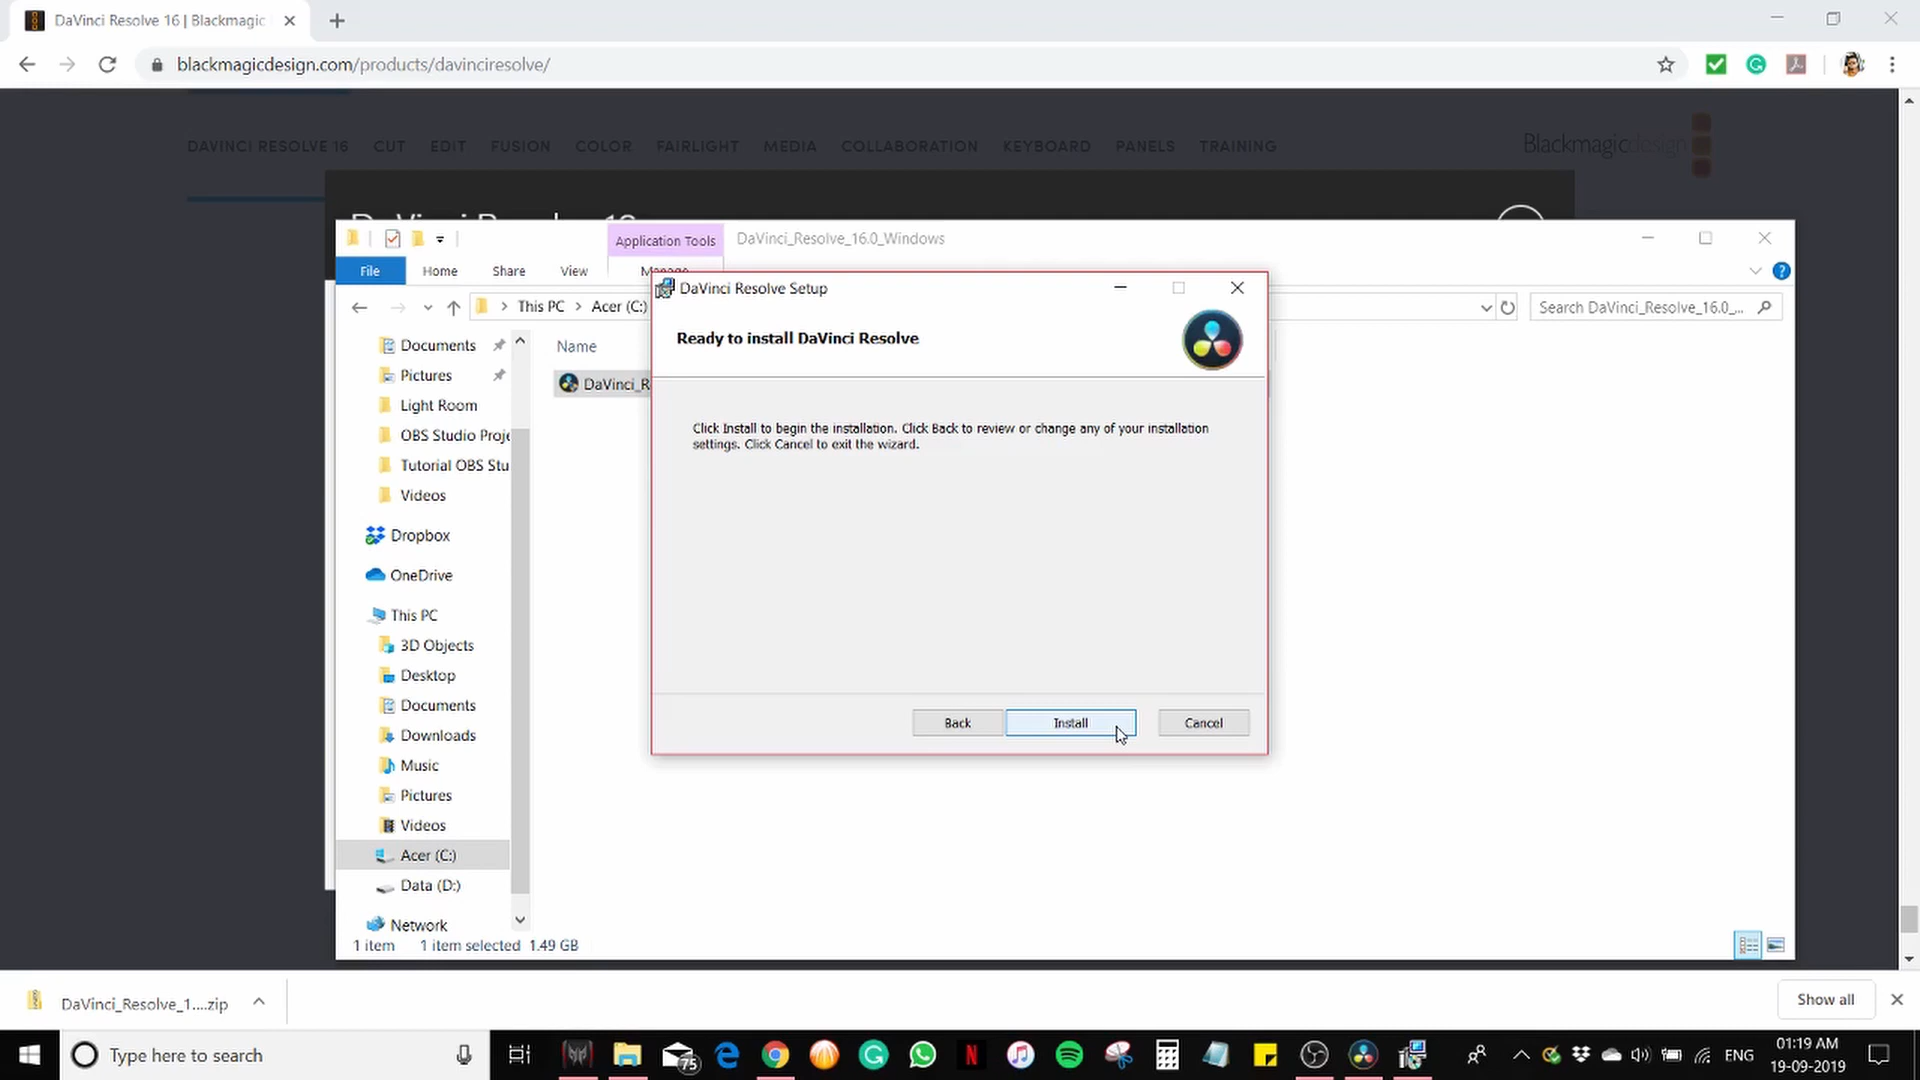 DaVinci Resolve 16 | Blackmagic
blackmagicdesign.com/products/davinciresolve/
DAVINCI RESOLVE 16 CUT EDIT FUSION COLOR FAIRLIGHT MEDIA COLLABORATION KEYBOARD PANELS TRAINING
Blackmagicdesign
DaVinci Resolve 16
Application Tools DaVinci_Resolve_16.0_Windows
File Home Share View Manage
This PC Acer (C:) Search DaVinci_Resolve_16.0_...
DaVinci Resolve Setup
Ready to install DaVinci Resolve
Click Install to begin the installation. Click Back to review or change any of your installation
settings. Click Cancel to exit the wizard.
Back Install Cancel
Name
DaVinci_R
Documents
Pictures
Light Room
OBS Studio Proje
Tutorial OBS Stu
Videos
Dropbox
OneDrive
This PC
3D Objects
Desktop
Documents
Downloads
Music
Pictures
Videos
Acer (C:)
Data (D:)
Network
1 item 1 item selected 1.49 GB
DaVinci_Resolve_1....zip Show all
Type here to search 75 ENG 01:19 AM
19-09-2019